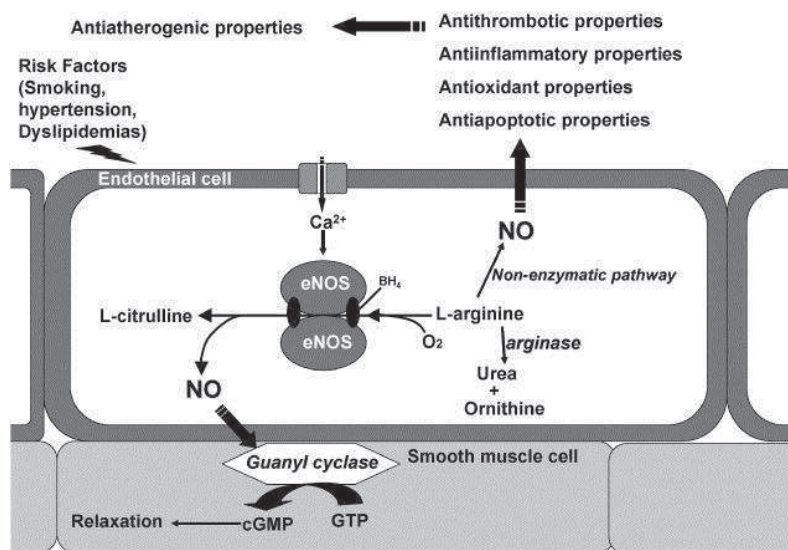 Antiatherogenic properties
Antithrombotic properties
Antiinflammatory properties
Antioxidant properties
Antiapoptotic properties
Risk Factors
(Smoking,
hypertension,
Dyslipidemias)
Endothelial cell
Ca2+
NO
eNOS
BH4
Non-enzymatic pathway
L-citrulline
L-arginine
eNOS
O2
arginase
NO
Urea
+
Ornithine
Guanyl cyclase
Smooth muscle cell
Relaxation
cGMP
GTP